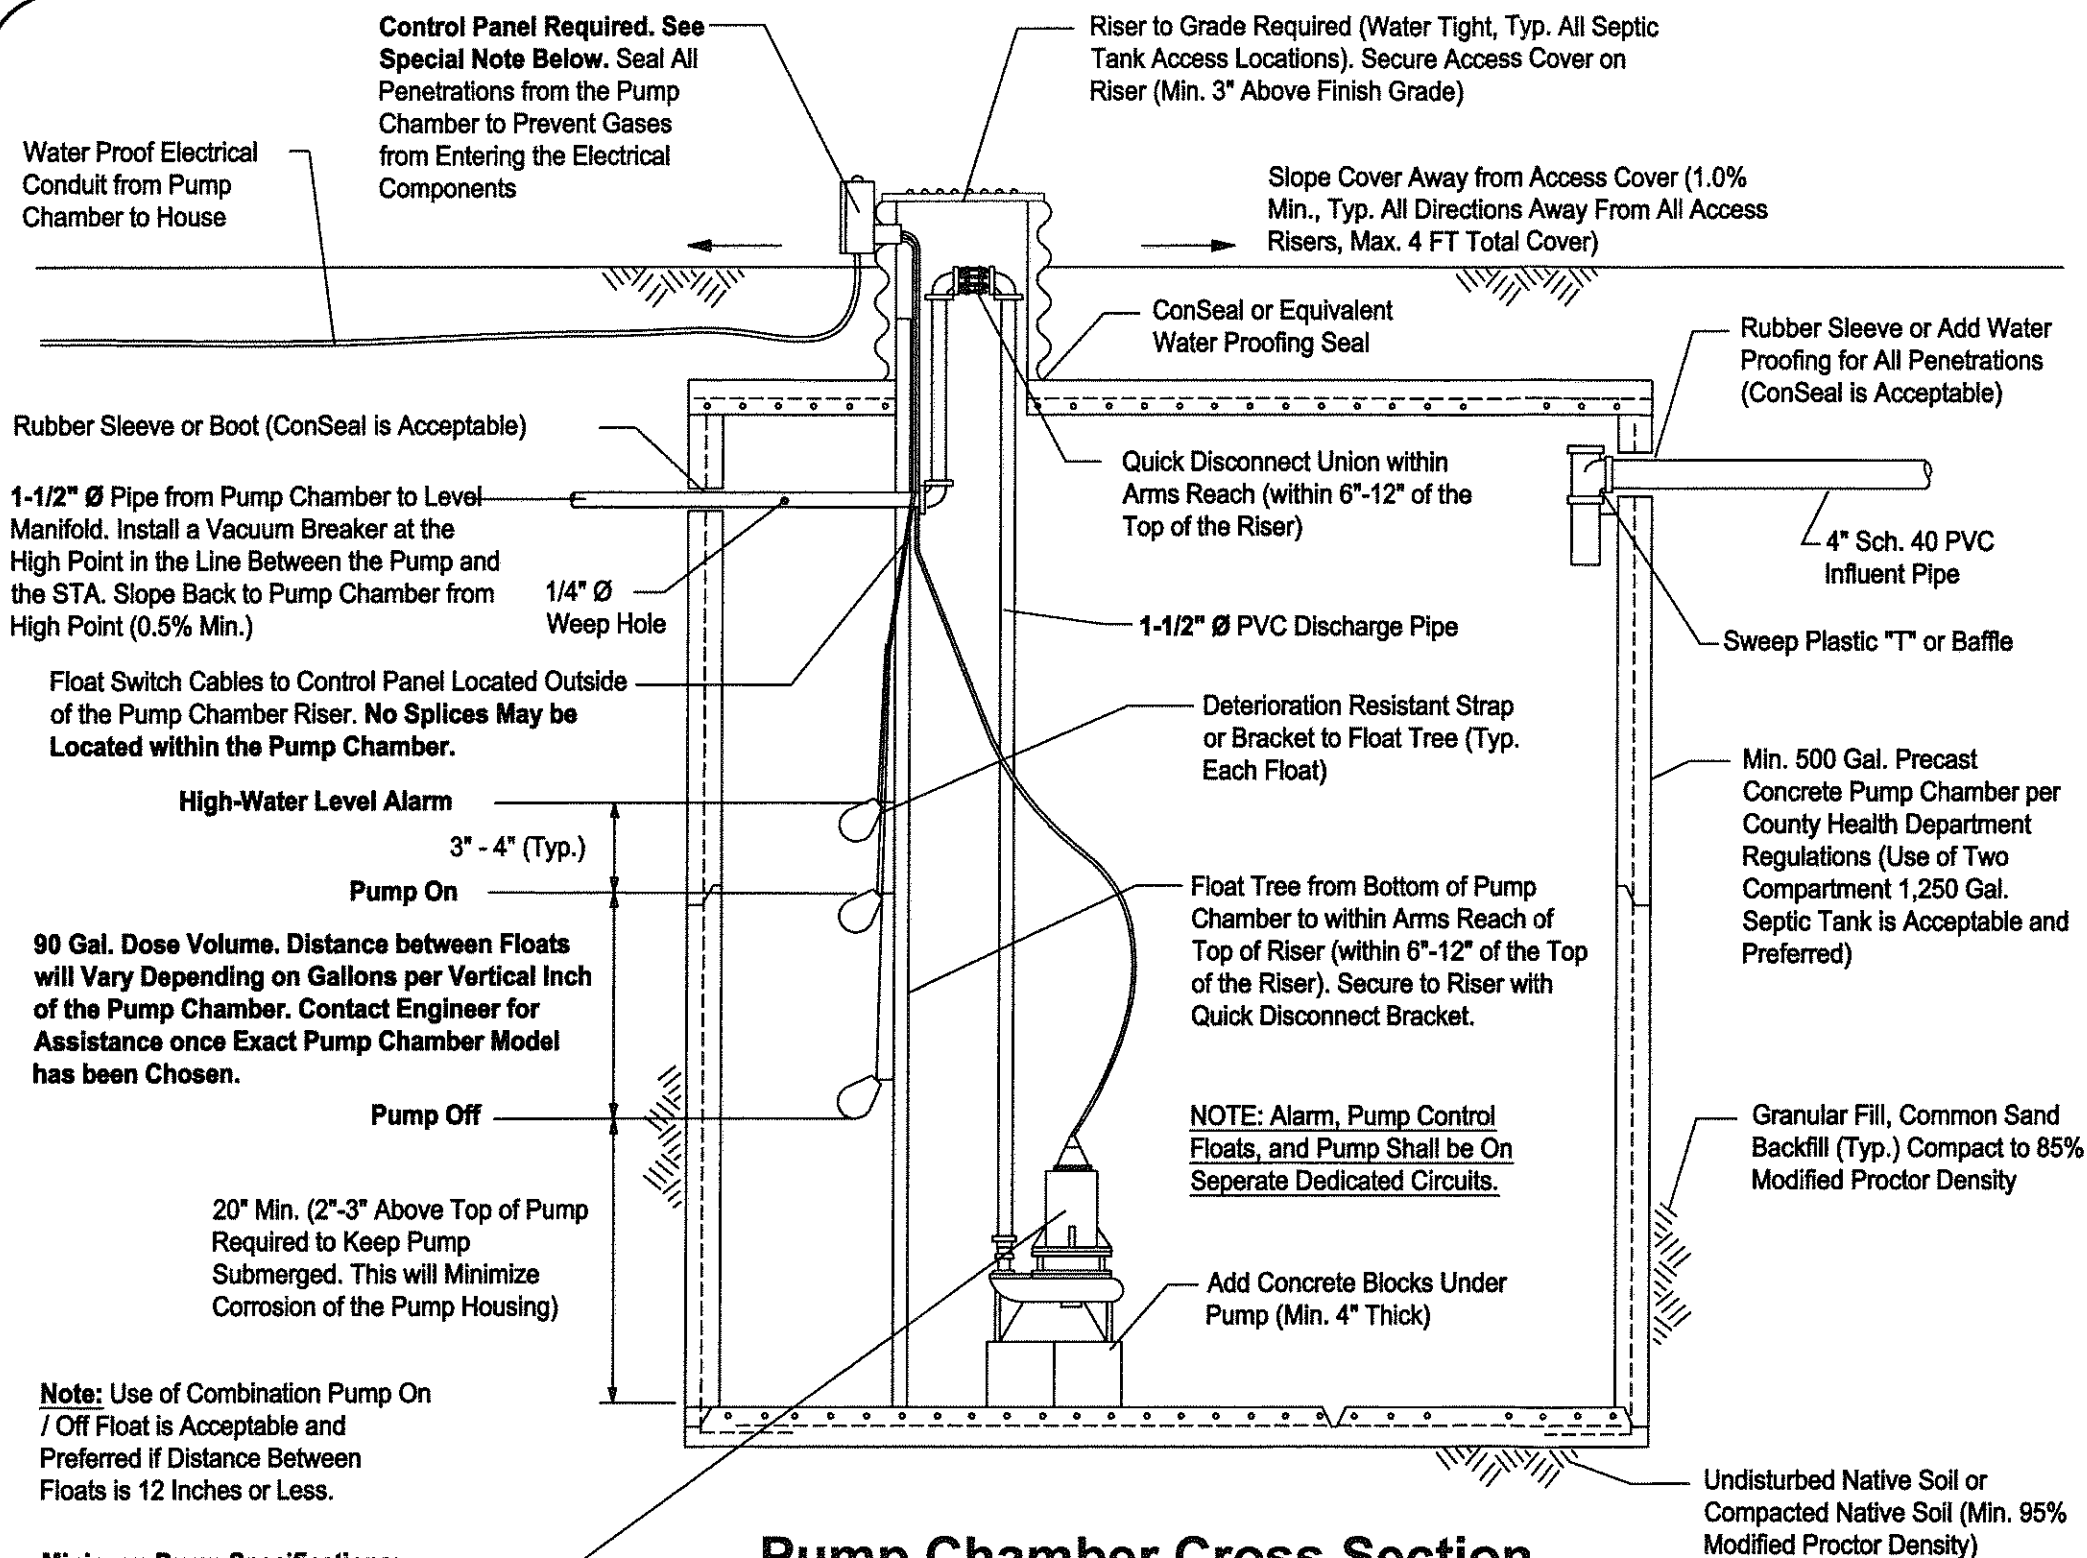 Control Panel Required. See
Special Note Below. Seal All
Penetrations from the Pump
Chamber to Prevent Gases
from Entering the Electrical
Components
Riser to Grade Required (Water Tight, Typ. All Septic
Tank Access Locations). Secure Access Cover on
Riser (Min. 3" Above Finish Grade)
Water Proof Electrical
Conduit from Pump
Chamber to House
Slope Cover Away from Access Cover (1.0%
Min., Typ. All Directions Away From All Access
Risers, Max. 4 FT Total Cover)
ConSeal or Equivalent
Water Proofing Seal
Rubber Sleeve or Add Water
Proofing for All Penetrations
(ConSeal is Acceptable)
Rubber Sleeve or Boot (ConSeal is Acceptable)
Quick Disconnect Union within
Arms Reach (within 6"-12" of the
Top of the Riser)
1-1/2" Ø Pipe from Pump Chamber to Level
Manifold. Install a Vacuum Breaker at the
High Point in the Line Between the Pump and
the STA. Slope Back to Pump Chamber from
High Point (0.5% Min.)
1/4" Ø
Weep Hole
4" Sch. 40 PVC
Influent Pipe
1-1/2" Ø PVC Discharge Pipe
Sweep Plastic "T" or Baffle
Float Switch Cables to Control Panel Located Outside
of the Pump Chamber Riser. No Splices May be
Located within the Pump Chamber.
Deterioration Resistant Strap
or Bracket to Float Tree (Typ.
Each Float)
Min. 500 Gal. Precast
Concrete Pump Chamber per
County Health Department
Regulations (Use of Two
Compartment 1,250 Gal.
Septic Tank is Acceptable and
Preferred)
High-Water Level Alarm
3" - 4" (Typ.)
Pump On
Float Tree from Bottom of Pump
Chamber to within Arms Reach of
Top of Riser (within 6"-12" of the Top
of the Riser). Secure to Riser with
Quick Disconnect Bracket.
90 Gal. Dose Volume. Distance between Floats
will Vary Depending on Gallons per Vertical Inch
of the Pump Chamber. Contact Engineer for
Assistance once Exact Pump Chamber Model
has been Chosen.
Pump Off
NOTE: Alarm, Pump Control
Floats, and Pump Shall be On
Seperate Dedicated Circuits.
Granular Fill, Common Sand
Backfill (Typ.) Compact to 85%
Modified Proctor Density
20" Min. (2"-3" Above Top of Pump
Required to Keep Pump
Submerged. This will Minimize
Corrosion of the Pump Housing)
Add Concrete Blocks Under
Pump (Min. 4" Thick)
Note: Use of Combination Pump On
/ Off Float is Acceptable and
Preferred if Distance Between
Floats is 12 Inches or Less.
Undisturbed Native Soil or
Compacted Native Soil (Min. 95%
Modified Proctor Density)
Minimum Pump Specifications:
Pump Chamber Cross Section